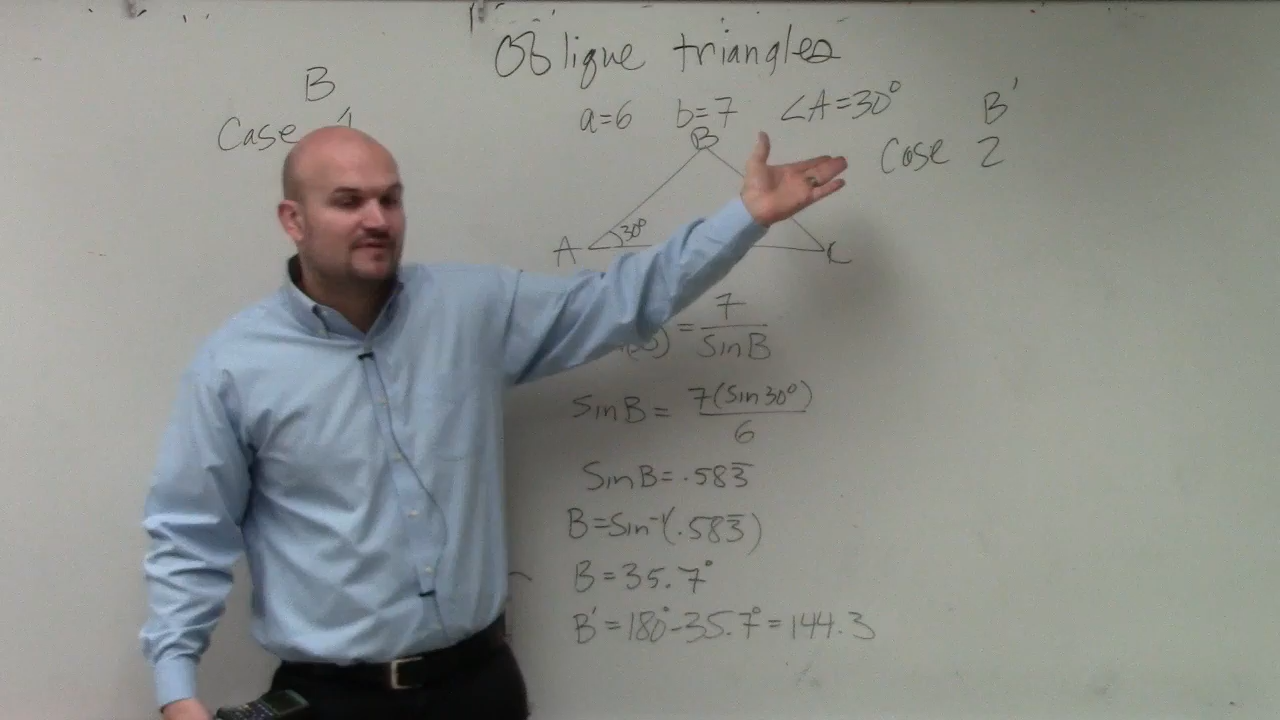 Oblique triangles
B
Case 1
a=6 b=7 ∠A=30°
B'
Case 2
B
A 30° C
= 7/SinB
SinB = 7(Sin30°)/6
SinB=.583̅
B=Sin⁻¹(.583̅)
B=35.7°
B'=180°-35.7°=144.3